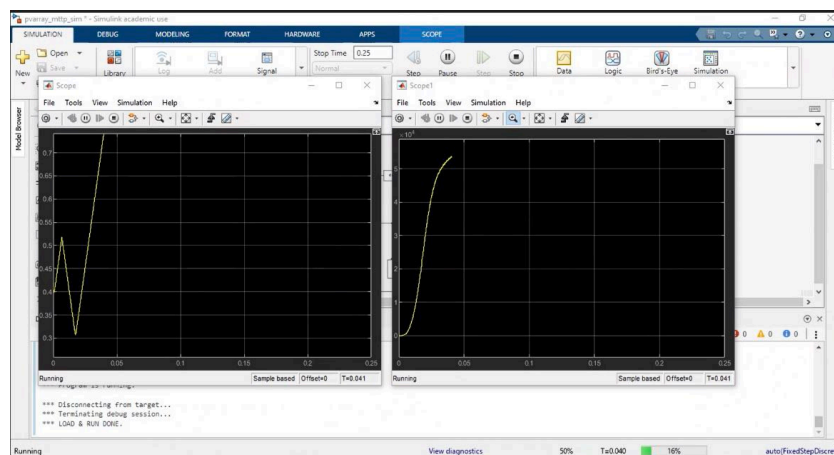 pvarray_mttp_sim * - Simulink academic use
SIMULATION DEBUG MODELING FORMAT HARDWARE APPS SCOPE
New
Open
Save
Library
Log
Add
Signal
Stop Time 0.25
Normal
Step Pause Step Stop
Data Logic Bird's-Eye Simulation
Model Browser
Scope
File Tools View Simulation Help
0.7
0.65
0.6
0.55
0.5
0.45
0.4
0.35
0.3
0 0.05 0.1 0.15 0.2 0.25
Running Sample based Offset=0 T=0.041
Scope1
File Tools View Simulation Help
×10⁴
5
4
3
2
1
0
0 0.05 0.1 0.15 0.2 0.25
Running Sample based Offset=0 T=0.041
0 0 0
*** Program is running.
*** Disconnecting from target...
*** Terminating debug session...
*** LOAD & RUN DONE.
Running View diagnostics 50% T=0.040 16% auto(FixedStepDiscre